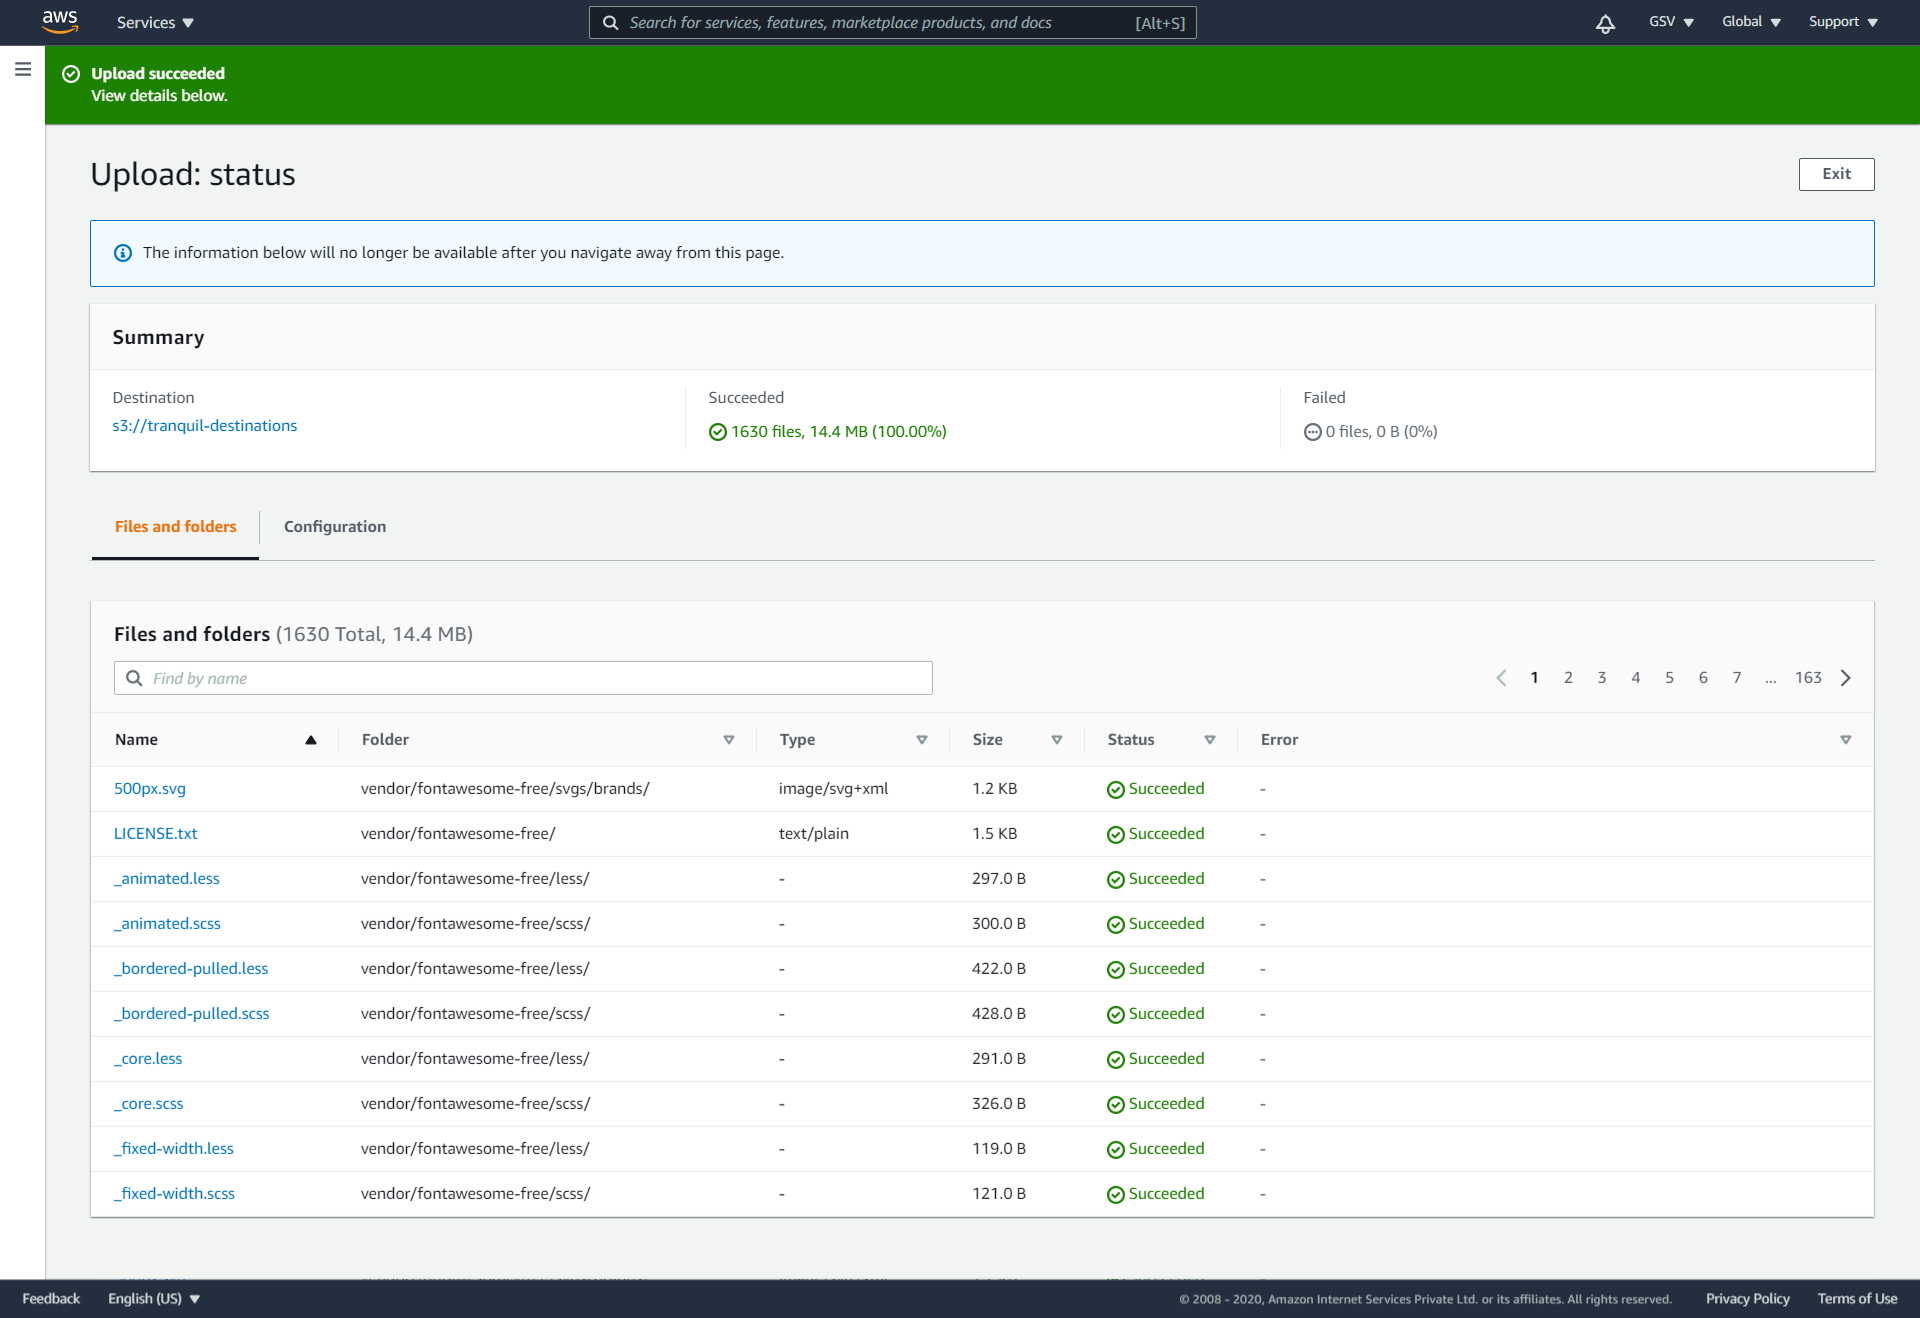 aws Services Search for services, features, marketplace products, and docs [Alt+S] GSV Global Support
Upload succeeded
View details below.
Upload: status
Exit
The information below will no longer be available after you navigate away from this page.
Summary
Destination Succeeded Failed
s3://tranquil-destinations 1630 files, 14.4 MB (100.00%) 0 files, 0 B (0%)
Files and folders Configuration
Files and folders (1630 Total, 14.4 MB)
Find by name 1 2 3 4 5 6 7 ... 163
Name Folder Type Size Status Error
500px.svg vendor/fontawesome-free/svgs/brands/ image/svg+xml 1.2 KB Succeeded -
LICENSE.txt vendor/fontawesome-free/ text/plain 1.5 KB Succeeded -
_animated.less vendor/fontawesome-free/less/ - 297.0 B Succeeded -
_animated.scss vendor/fontawesome-free/scss/ - 300.0 B Succeeded -
_bordered-pulled.less vendor/fontawesome-free/less/ - 422.0 B Succeeded -
_bordered-pulled.scss vendor/fontawesome-free/scss/ - 428.0 B Succeeded -
_core.less vendor/fontawesome-free/less/ - 291.0 B Succeeded -
_core.scss vendor/fontawesome-free/scss/ - 326.0 B Succeeded -
_fixed-width.less vendor/fontawesome-free/less/ - 119.0 B Succeeded -
_fixed-width.scss vendor/fontawesome-free/scss/ - 121.0 B Succeeded -
Feedback English (US) © 2008 - 2020, Amazon Internet Services Private Ltd. or its affiliates. All rights reserved. Privacy Policy Terms of Use